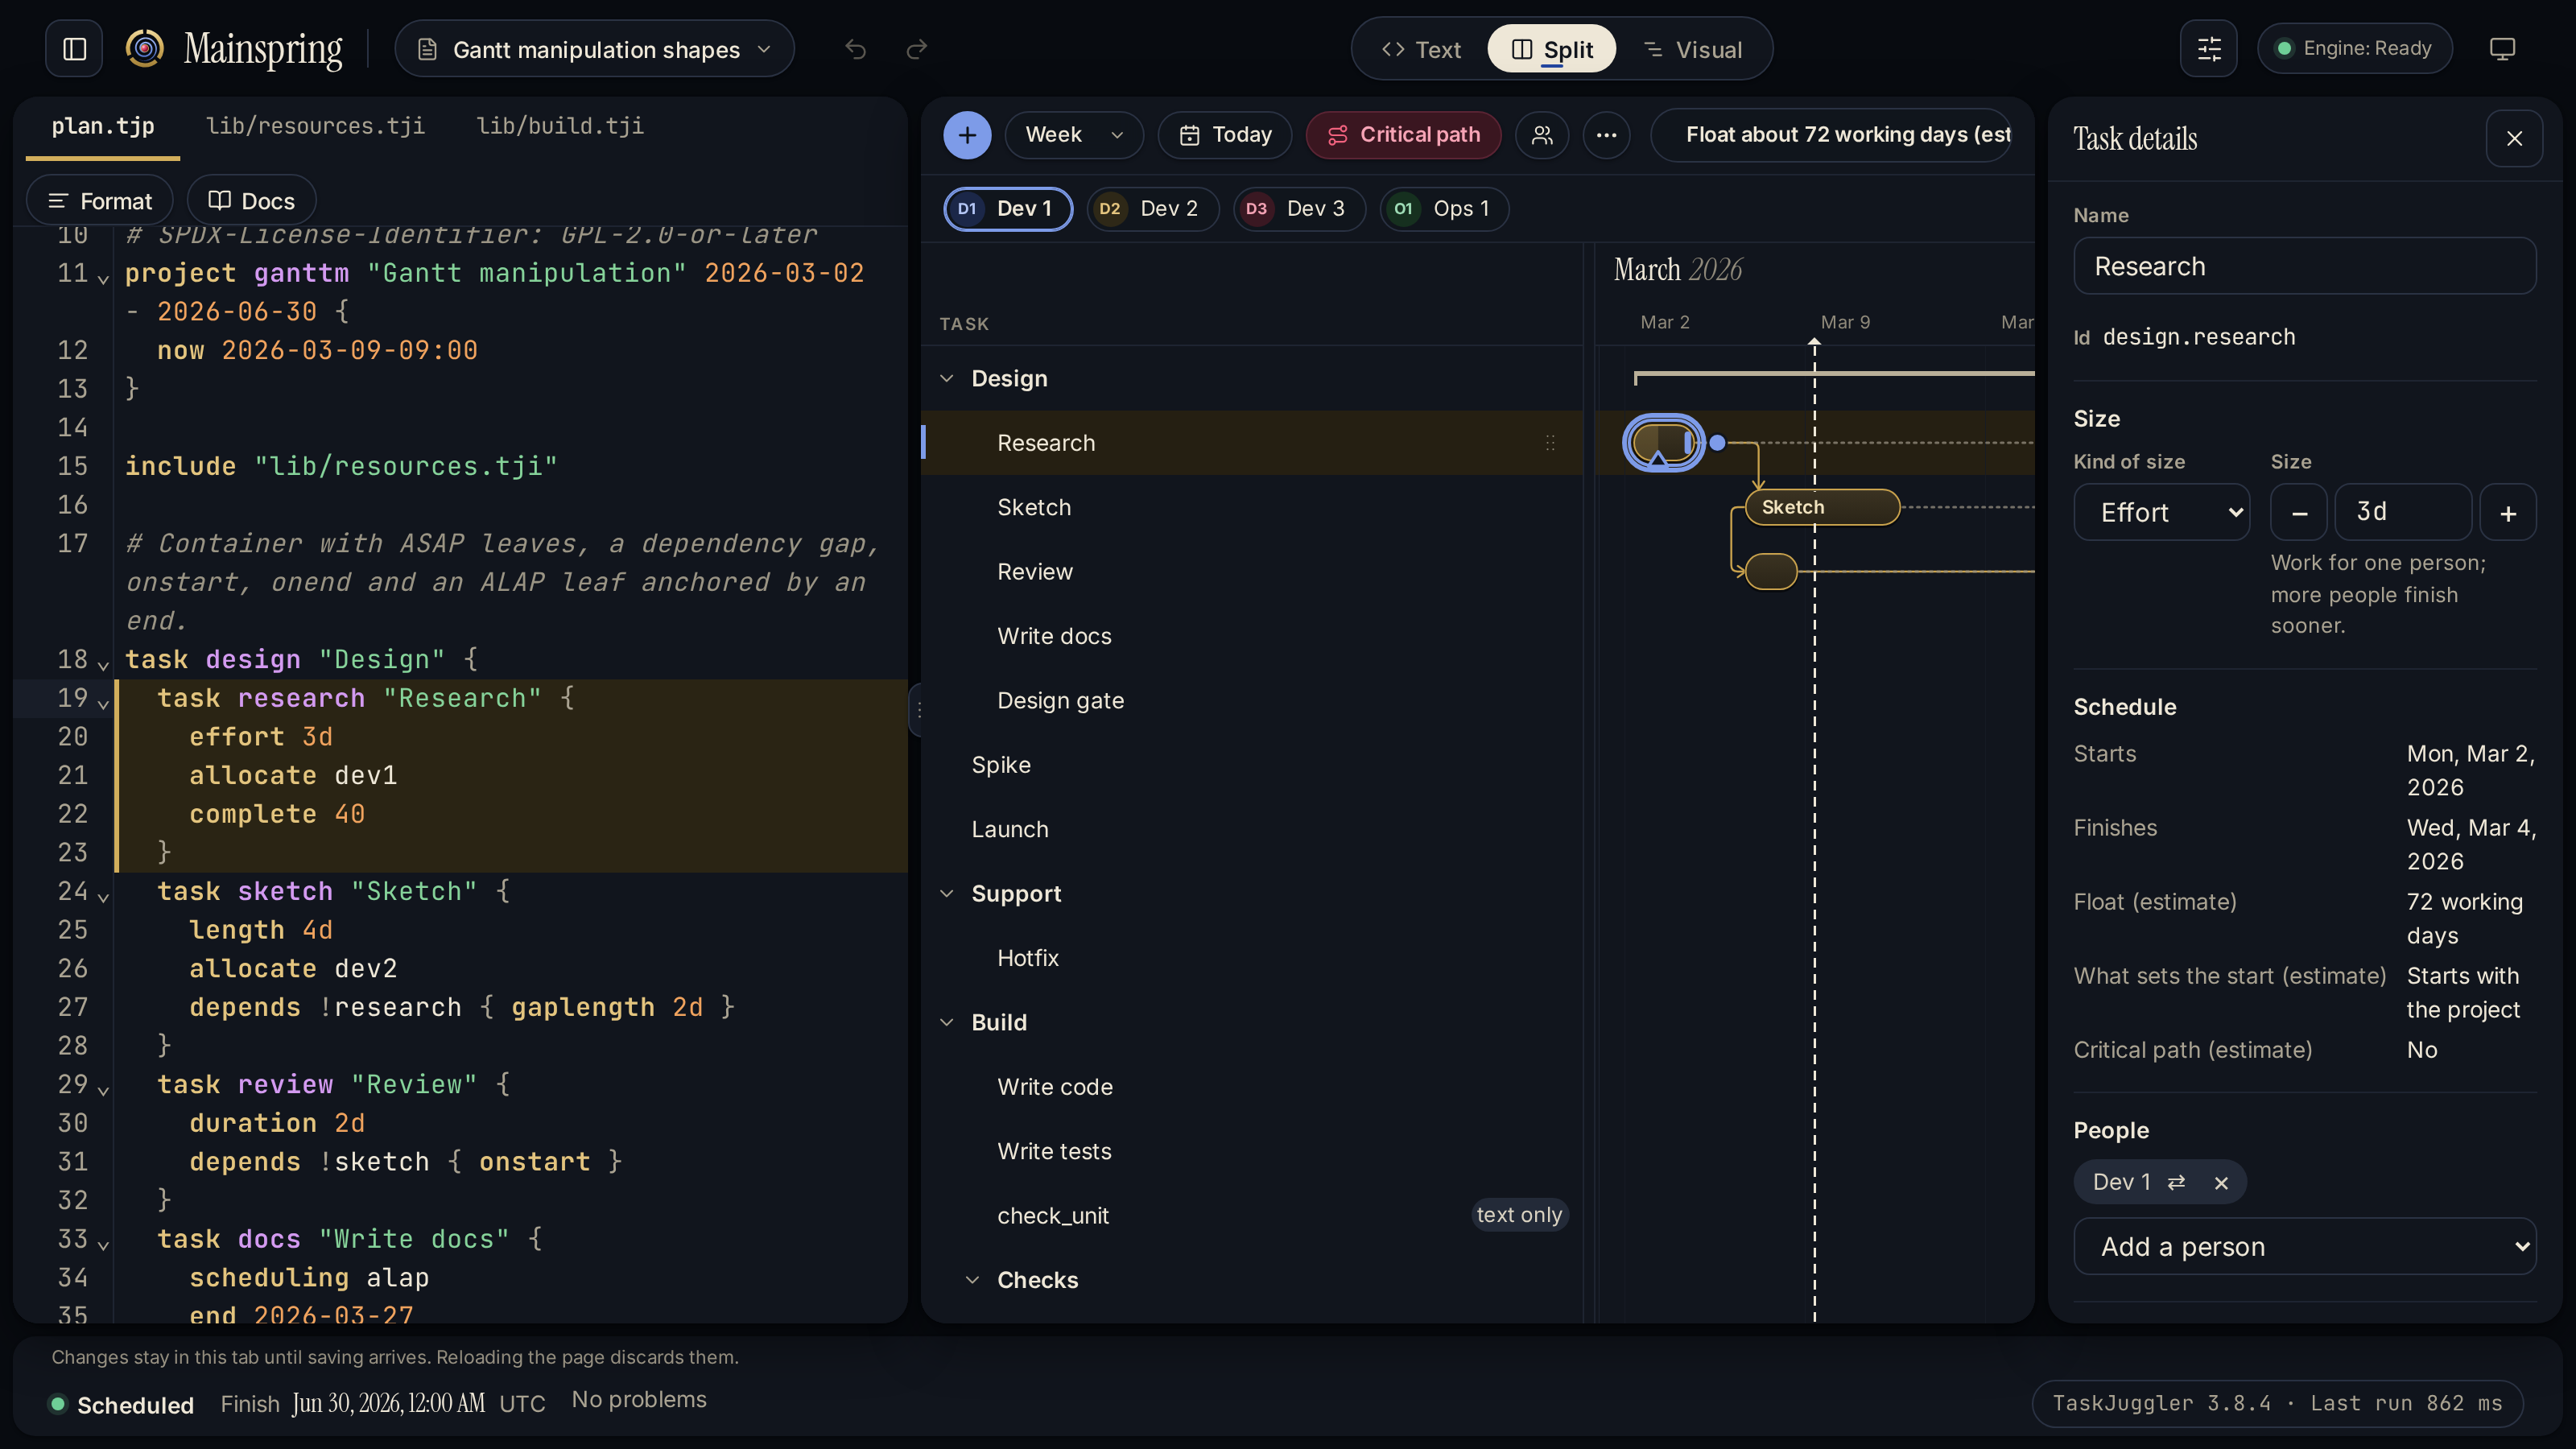 Mainspring
Gantt manipulation shapes
Text
Split
Visual
Engine: Ready
plan.tjp
lib/resources.tji
lib/build.tji
Format
Docs
10 # SPDX-License-Identifier: GPL-2.0-or-later
11 project ganttm "Gantt manipulation" 2026-03-02
- 2026-06-30 {
12 now 2026-03-09-09:00
13 }
14
15 include "lib/resources.tji"
16
17 # Container with ASAP leaves, a dependency gap,
onstart, onend and an ALAP leaf anchored by an
end.
18 task design "Design" {
19 task research "Research" {
20 effort 3d
21 allocate dev1
22 complete 40
23 }
24 task sketch "Sketch" {
25 length 4d
26 allocate dev2
27 depends !research { gaplength 2d }
28 }
29 task review "Review" {
30 duration 2d
31 depends !sketch { onstart }
32 }
33 task docs "Write docs" {
34 scheduling alap
35 end 2026-03-27
Week
Today
Critical path
Float about 72 working days (est
D1 Dev 1
D2 Dev 2
D3 Dev 3
O1 Ops 1
March 2026
TASK
Mar 2
Mar 9
Mar
Design
Research
Sketch
Sketch
Review
Write docs
Design gate
Spike
Launch
Support
Hotfix
Build
Write code
Write tests
check_unit
text only
Checks
Task details
Name
Research
Id design.research
Size
Kind of size
Size
Effort
3d
Work for one person;
more people finish
sooner.
Schedule
Starts
Mon, Mar 2,
2026
Finishes
Wed, Mar 4,
2026
Float (estimate)
72 working
days
What sets the start (estimate)
Starts with
the project
Critical path (estimate)
No
People
Dev 1
Add a person
Changes stay in this tab until saving arrives. Reloading the page discards them.
Scheduled
Finish Jun 30, 2026, 12:00 AM UTC
No problems
TaskJuggler 3.8.4 · Last run 862 ms